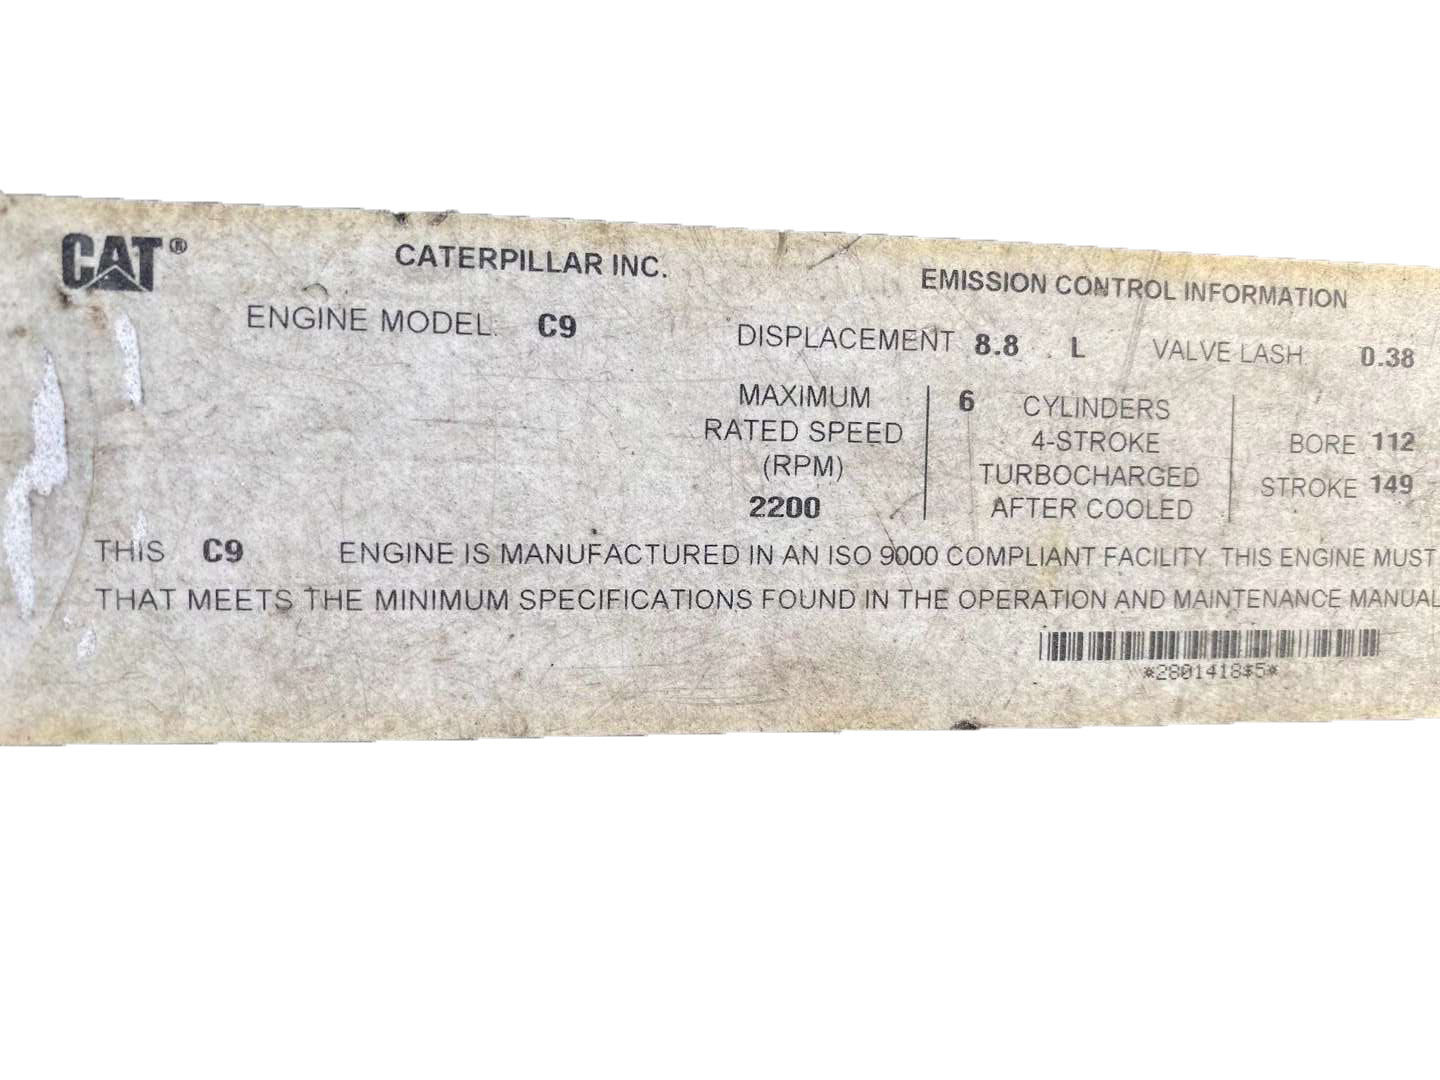 CAT®
CATERPILLAR INC.
EMISSION CONTROL INFORMATION
ENGINE MODEL: C9
DISPLACEMENT 8.8 L
VALVE LASH 0.38
MAXIMUM
RATED SPEED
(RPM)
2200
6 CYLINDERS
4-STROKE
TURBOCHARGED
AFTER COOLED
BORE 112
STROKE 149
THIS C9 ENGINE IS MANUFACTURED IN AN ISO 9000 COMPLIANT FACILITY THIS ENGINE MUST
THAT MEETS THE MINIMUM SPECIFICATIONS FOUND IN THE OPERATION AND MAINTENANCE MANUAL
*2801418$5*